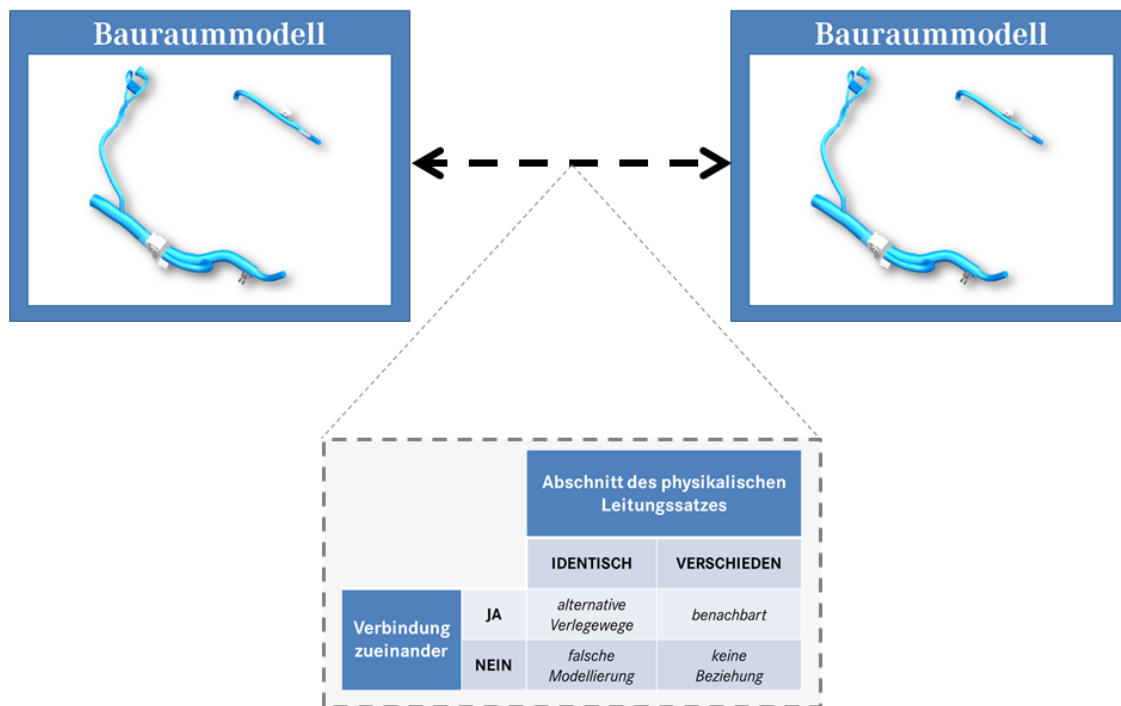 Bauraummodell
Bauraummodell
Abschnitt des physikalischen
Leitungssatzes
IDENTISCH
VERSCHIEDEN
Verbindung
zueinander
JA
alternative
Verlegewege
benachbart
NEIN
falsche
Modellierung
keine
Beziehung